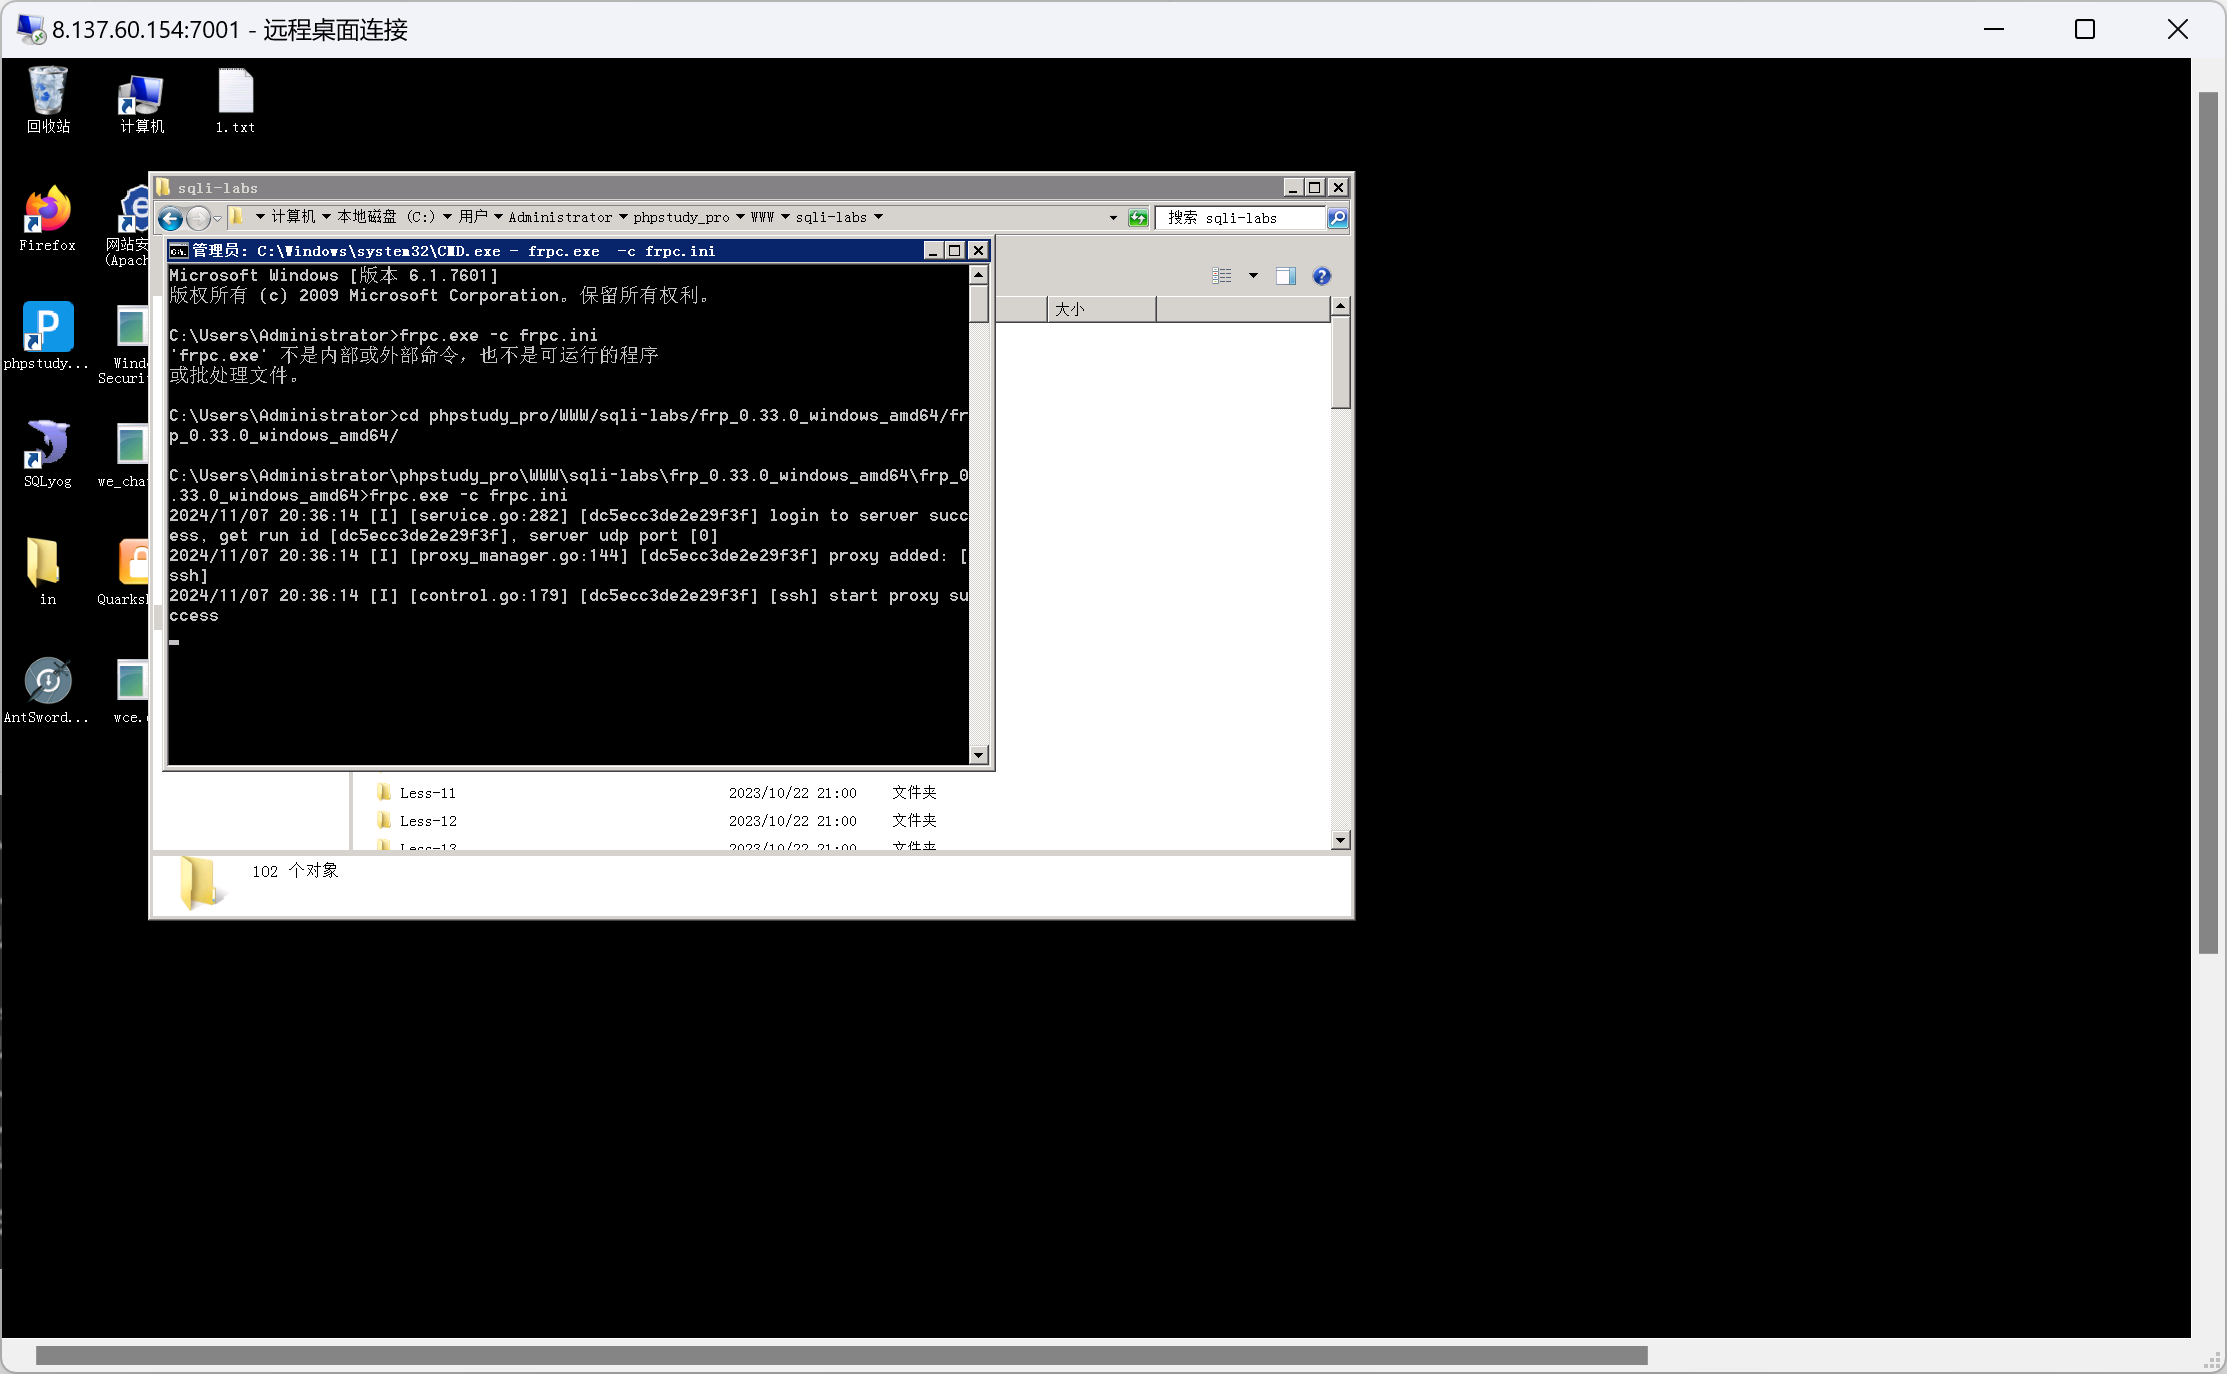 8.137.60.154:7001 - 远程桌面连接
回收站
计算机
1.txt
Firefox
网站安
(Apach
phpstudy...
Wind
Securi
SQLyog
we_cha
in
Quarks
AntSword...
wce.
sqli-labs
计算机 本地磁盘 (C:) 用户 Administrator phpstudy_pro WWW sqli-labs
搜索 sqli-labs
管理员: C:\Windows\system32\CMD.exe - frpc.exe  -c frpc.ini
Microsoft Windows [版本 6.1.7601]
版权所有 (c) 2009 Microsoft Corporation。保留所有权利。
C:\Users\Administrator>frpc.exe -c frpc.ini
'frpc.exe' 不是内部或外部命令，也不是可运行的程序
或批处理文件。
C:\Users\Administrator>cd phpstudy_pro/WWW/sqli-labs/frp_0.33.0_windows_amd64/fr
p_0.33.0_windows_amd64/
C:\Users\Administrator\phpstudy_pro\WWW\sqli-labs\frp_0.33.0_windows_amd64\frp_0
.33.0_windows_amd64>frpc.exe -c frpc.ini
2024/11/07 20:36:14 [I] [service.go:282] [dc5ecc3de2e29f3f] login to server succ
ess, get run id [dc5ecc3de2e29f3f], server udp port [0]
2024/11/07 20:36:14 [I] [proxy_manager.go:144] [dc5ecc3de2e29f3f] proxy added: [
ssh]
2024/11/07 20:36:14 [I] [control.go:179] [dc5ecc3de2e29f3f] [ssh] start proxy su
ccess
大小
Less-11 2023/10/22 21:00 文件夹
Less-12 2023/10/22 21:00 文件夹
Less-13 2023/10/22 21:00 文件夹
102 个对象